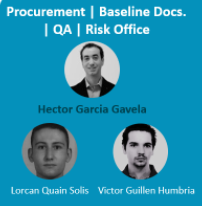 Procurement | Baseline Docs.
| QA | Risk Office
Hector Garcia Gavela
Lorcan Quain Solis Victor Guillen Humbria